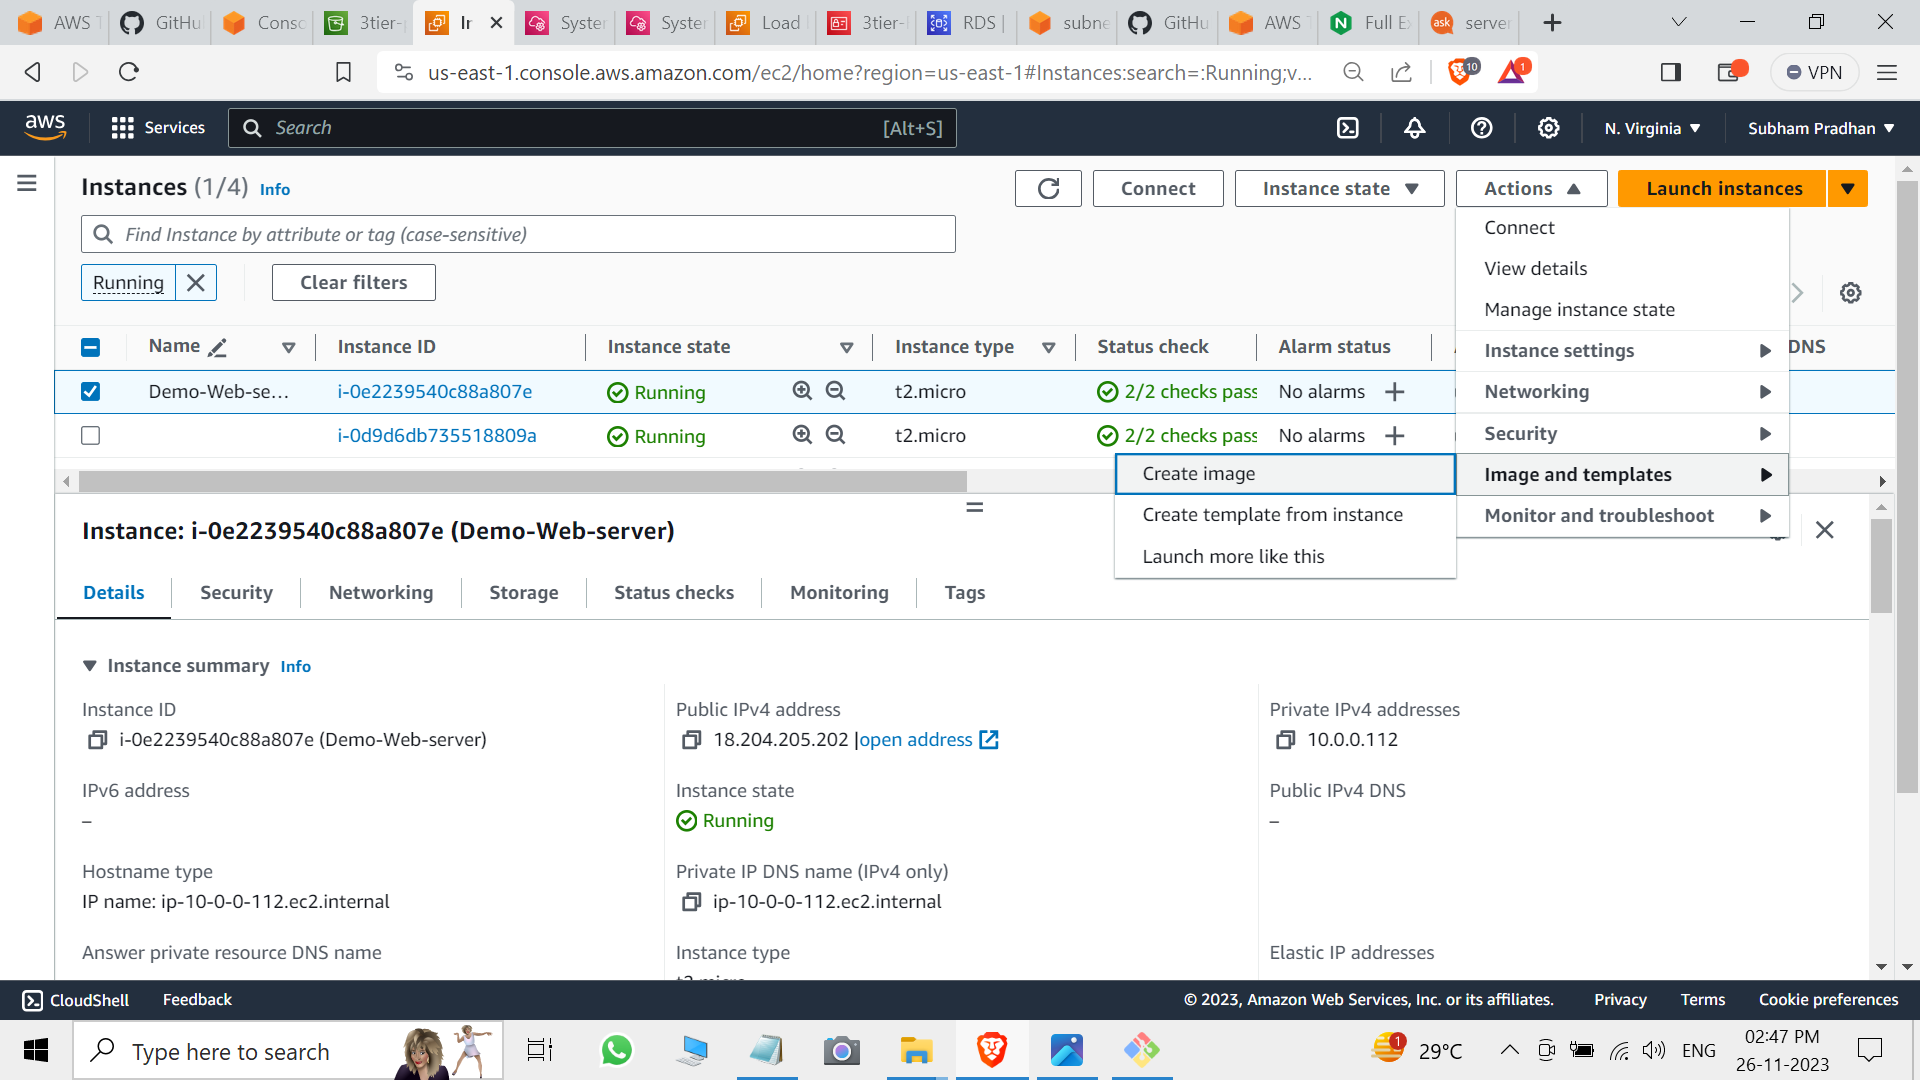 AWS T
GitHu
Conso
3tier-p
In
Syster
Syster
Load
3tier-
RDS |
subne
GitHu
AWS T
Full Ex
ask
server
us-east-1.console.aws.amazon.com/ec2/home?region=us-east-1#Instances:search=:Running;v...
10
1
VPN
aws
Services
Search
[Alt+S]
N. Virginia
Subham Pradhan
Instances (1/4) Info
Connect
Instance state
Actions
Launch instances
Find Instance by attribute or tag (case-sensitive)
Running
Clear filters
Connect
View details
Manage instance state
Instance settings
Networking
Security
Image and templates
Monitor and troubleshoot
Create image
Create template from instance
Launch more like this
Name
Instance ID
Instance state
Instance type
Status check
Alarm status
DNS
Demo-Web-se...
i-0e2239540c88a807e
Running
t2.micro
2/2 checks pass
No alarms
i-0d9d6db735518809a
Running
t2.micro
2/2 checks pass
No alarms
Instance: i-0e2239540c88a807e (Demo-Web-server)
Details
Security
Networking
Storage
Status checks
Monitoring
Tags
Instance summary Info
Instance ID
i-0e2239540c88a807e (Demo-Web-server)
Public IPv4 address
18.204.205.202 |open address
Private IPv4 addresses
10.0.0.112
IPv6 address
–
Instance state
Running
Public IPv4 DNS
–
Hostname type
IP name: ip-10-0-0-112.ec2.internal
Private IP DNS name (IPv4 only)
ip-10-0-0-112.ec2.internal
Answer private resource DNS name
Instance type
t2.micro
Elastic IP addresses
CloudShell
Feedback
© 2023, Amazon Web Services, Inc. or its affiliates.
Privacy
Terms
Cookie preferences
Type here to search
1
29°C
ENG
02:47 PM
26-11-2023